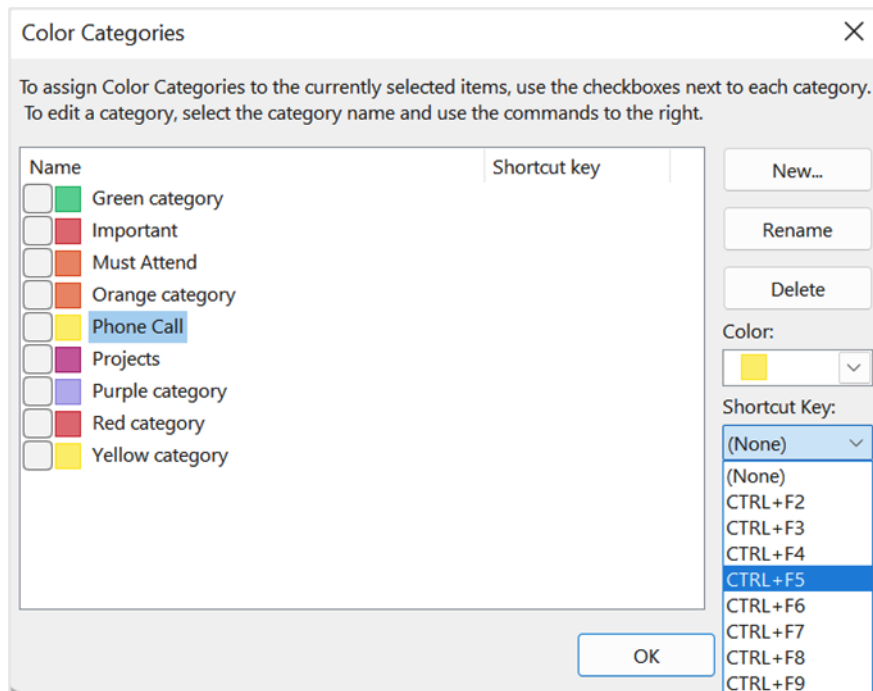 Color Categories
To assign Color Categories to the currently selected items, use the checkboxes next to each category.
To edit a category, select the category name and use the commands to the right.
Name Shortcut key
Green category
Important
Must Attend
Orange category
Phone Call
Projects
Purple category
Red category
Yellow category
New...
Rename
Delete
Color:
Shortcut Key:
(None)
(None)
CTRL+F2
CTRL+F3
CTRL+F4
CTRL+F5
CTRL+F6
CTRL+F7
CTRL+F8
CTRL+F9
OK